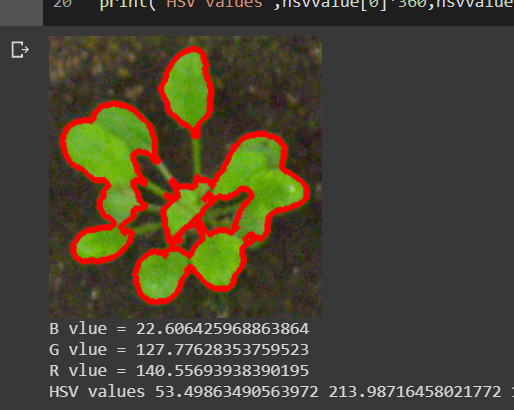 20 print( HSV values ,hsvvalue[0]*360,hsvvalue
B vlue = 22.606425968863864
G vlue = 127.77628353759523
R vlue = 140.55693938390195
HSV values 53.49863490563972 213.98716458021772